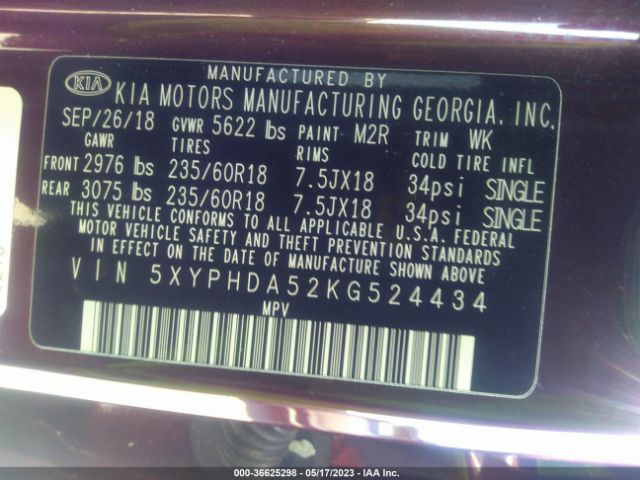 MANUFACTURED BY
KIA KIA MOTORS MANUFACTURING GEORGIA, INC.
SEP/26/18 GVWR 5622 lbs PAINT M2R TRIM WK
GAWR TIRES RIMS COLD TIRE INFL
FRONT 2976 lbs 235/60R18 7.5JX18 34psi SINGLE
REAR 3075 lbs 235/60R18 7.5JX18 34psi SINGLE
THIS VEHICLE CONFORMS TO ALL APPLICABLE U.S.A. FEDERAL
MOTOR VEHICLE SAFETY AND THEFT PREVENTION STANDARDS
IN EFFECT ON THE DATE OF MANUFACTURE SHOWN ABOVE.
VIN 5XYPHDA52KG524434
MPV
000-36625298 - 05/17/2023 - IAA Inc.